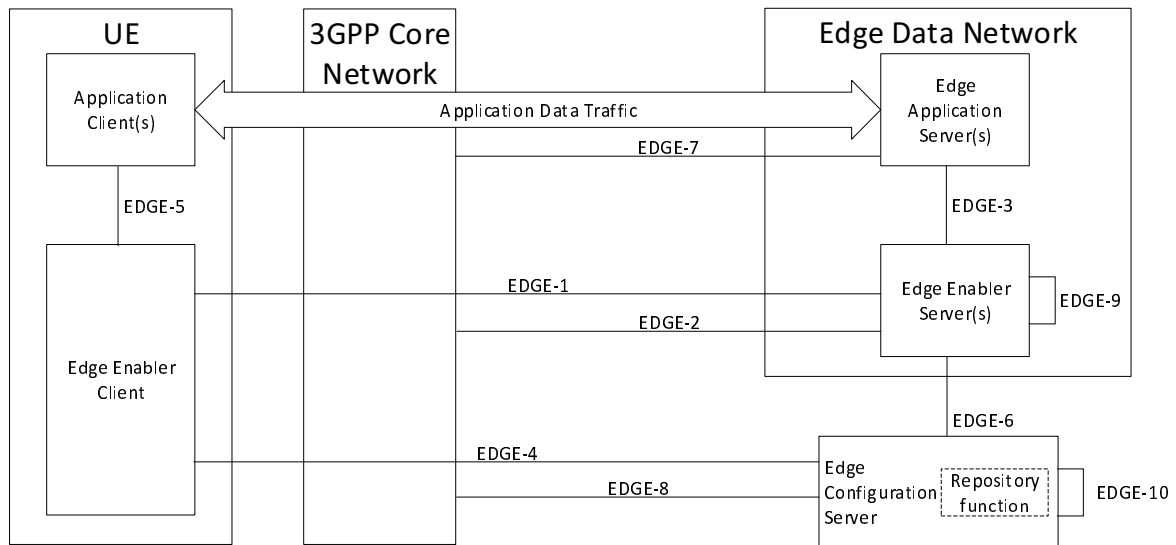 UE
3GPP Core
Network
Edge Data Network
Application
Client(s)
Application Data Traffic
Edge
Application
Server(s)
EDGE-7
EDGE-5
EDGE-3
EDGE-1
Edge Enabler
Server(s)
EDGE-9
EDGE-2
Edge Enabler
Client
EDGE-6
EDGE-4
EDGE-8
Edge
Configuration
Server
Repository
function
EDGE-10